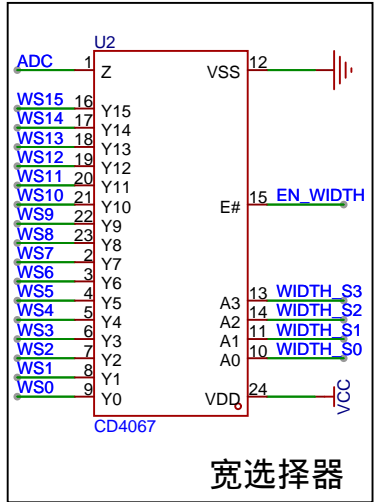 U2
ADC 1 Z VSS 12
WS15 16 Y15
WS14 17 Y14
WS13 18 Y13
WS12 19 Y12
WS11 20 Y11
WS10 21 Y10 E# 15 EN_WIDTH
WS9 22 Y9
WS8 23 Y8
WS7 2 Y7
WS6 3 Y6
WS5 4 Y5 A3 13 WIDTH_S3
WS4 5 Y4 A2 14 WIDTH_S2
WS3 6 Y3 A1 11 WIDTH_S1
WS2 7 Y2 A0 10 WIDTH_S0
WS1 8 Y1
WS0 9 Y0 VDD 24 VCC
CD4067
宽选择器